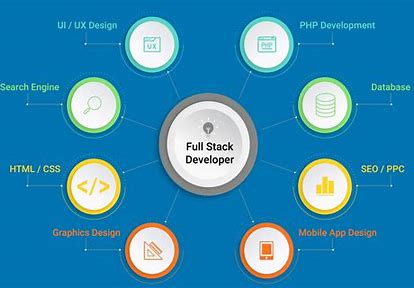 UI / UX Design
PHP Development
UX
PHP
Search Engine
Database
Full Stack
Developer
HTML / CSS
</>
SEO / PPC
Graphics Design
Mobile App Design